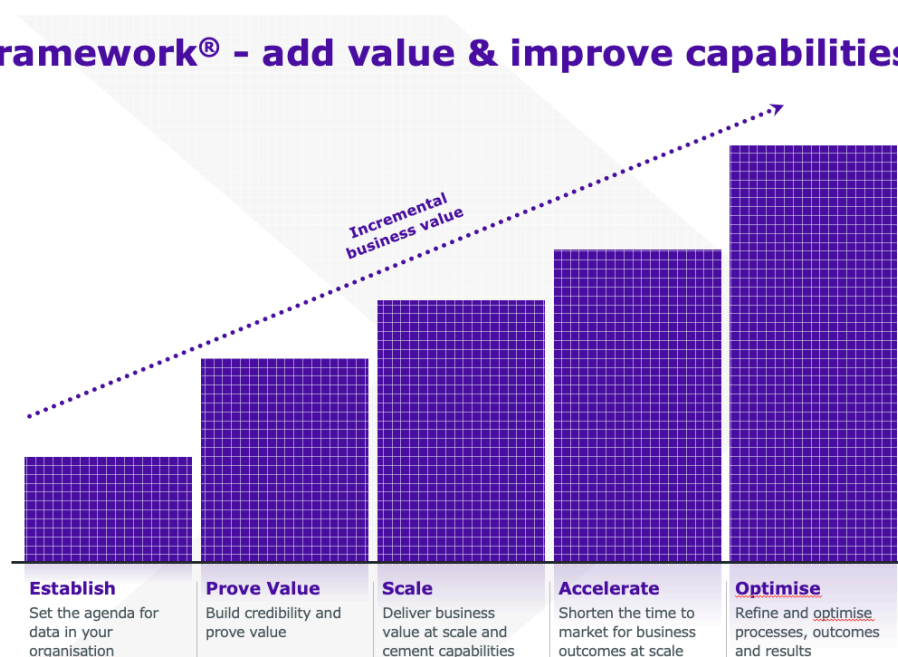 ramework® - add value & improve capabilities
Incremental
business value
Establish
Set the agenda for
data in your
organisation
Prove Value
Build credibility and
prove value
Scale
Deliver business
value at scale and
cement capabilities
Accelerate
Shorten the time to
market for business
outcomes at scale
Optimise
Refine and optimise
processes, outcomes
and results